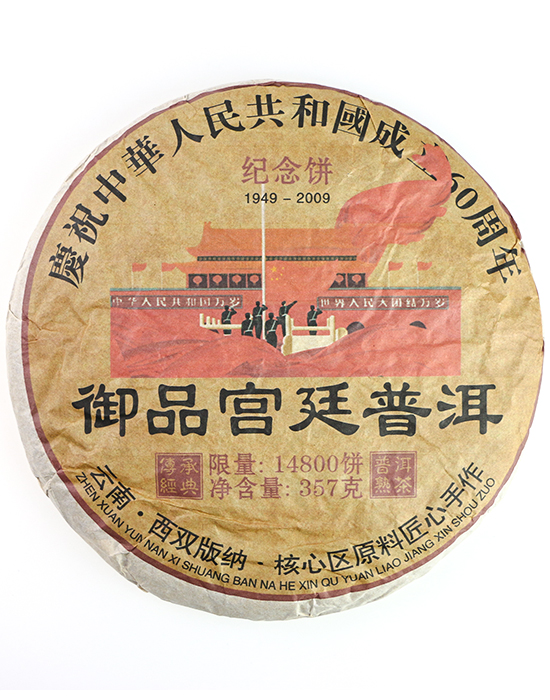 慶祝中華人民共和國成立60周年
纪念饼
1949 – 2009
中华人民共和国万岁
世界人民大团结万岁
御品宫廷普洱
傳承
經典
限量: 14800饼
净含量: 357克
普洱
熟茶
云南·西双版纳·核心区原料匠心手作
ZHEN XUAN YUN NAN XI SHUANG BAN NA HE XIN QU YUAN LIAO JIANG XIN SHOU ZUO